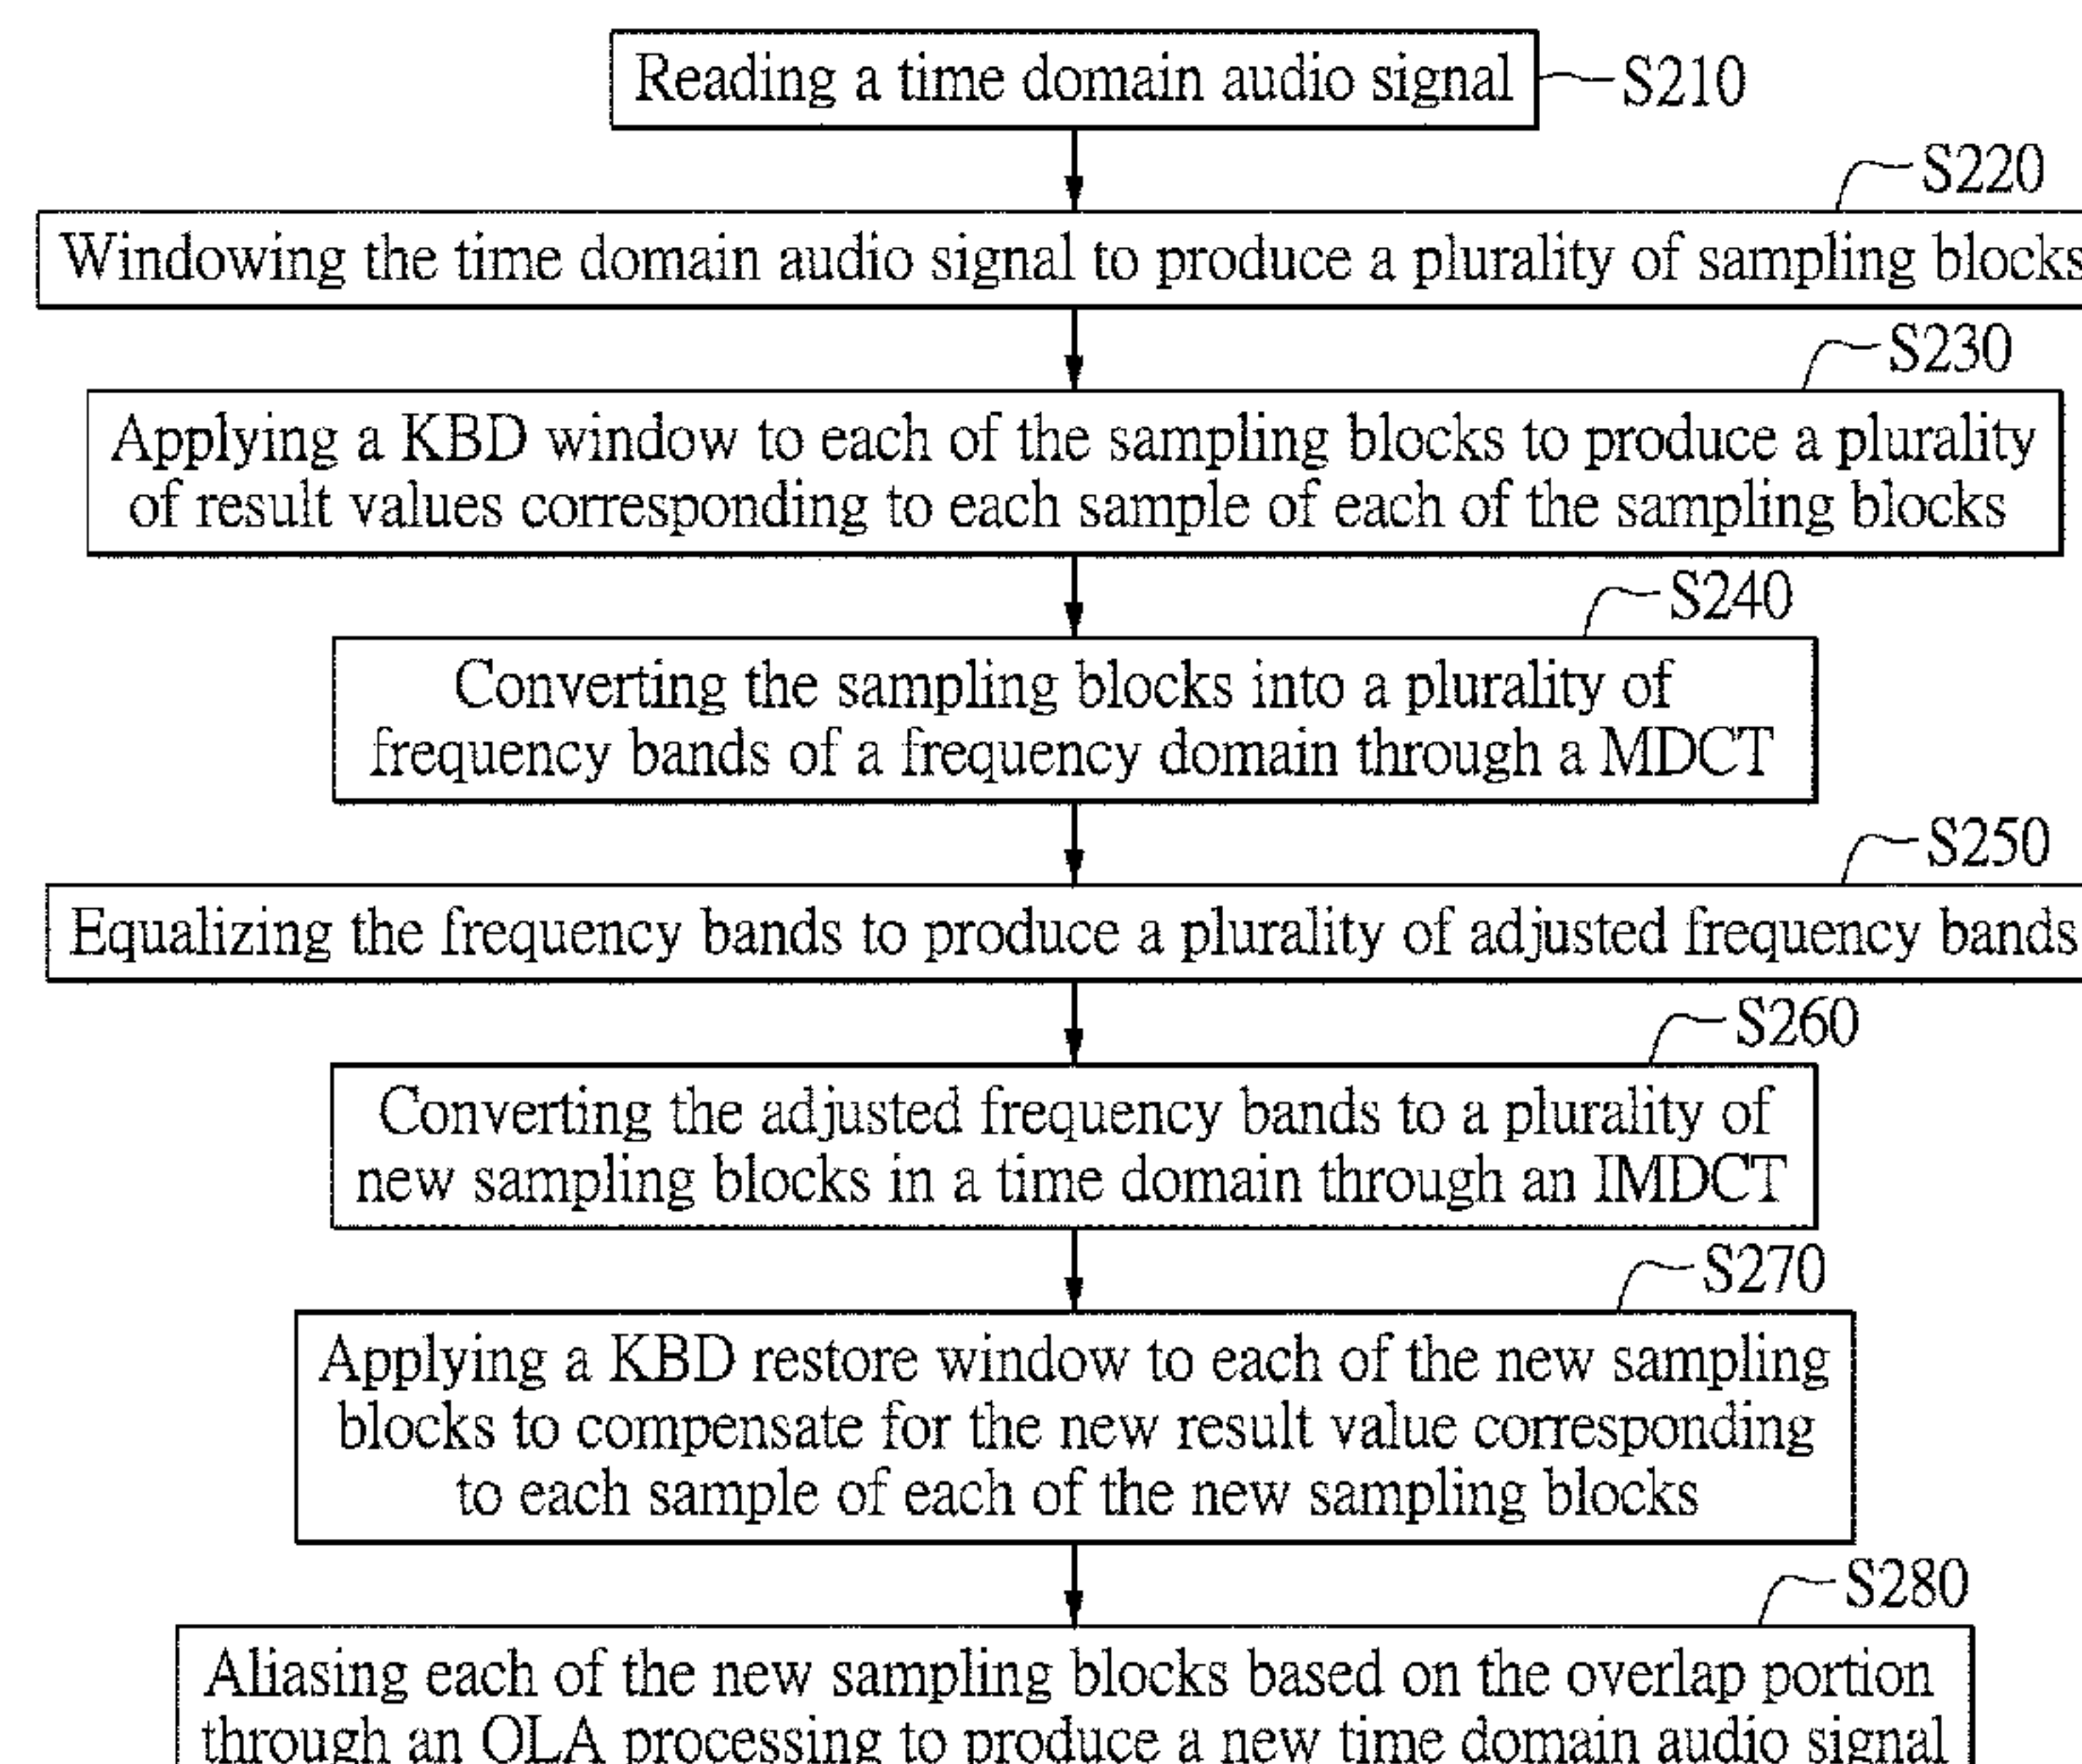 Reading a time domain audio signal
S210
S220
Windowing the time domain audio signal to produce a plurality of sampling blocks
S230
Applying a KBD window to each of the sampling blocks to produce a plurality
of result values corresponding to each sample of each of the sampling blocks
S240
Converting the sampling blocks into a plurality of
frequency bands of a frequency domain through a MDCT
S250
Equalizing the frequency bands to produce a plurality of adjusted frequency bands
S260
Converting the adjusted frequency bands to a plurality of
new sampling blocks in a time domain through an IMDCT
S270
Applying a KBD restore window to each of the new sampling
blocks to compensate for the new result value corresponding
to each sample of each of the new sampling blocks
S280
Aliasing each of the new sampling blocks based on the overlap portion
through an OLA processing to produce a new time domain audio signal